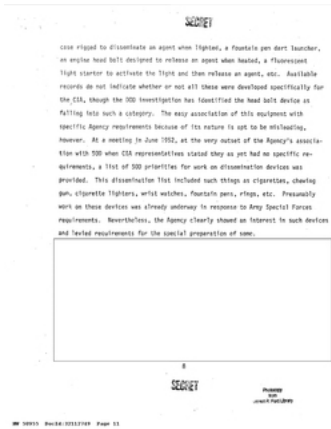 SECRET
case rigged to disseminate an agent when lighted, a fountain pen dart launcher,
an engine head bolt designed to release an agent when heated, a fluorescent
light starter to activate the light and then release an agent, etc. Available
records do not indicate whether or not all these were developed specifically for
the CIA, though the DOD investigation has identified the head bolt device as
falling into such a category. The easy association of this equipment with
specific Agency requirements because of its nature is apt to be misleading,
however. At a meeting in June 1952, at the very outset of the Agency's associa-
tion with SOD when CIA representatives stated they as yet had no specific re-
quirements, a list of SOD priorities for work on dissemination devices was
provided. This dissemination list included such things as cigarettes, chewing
gum, cigarette lighters, wrist watches, fountain pens, rings, etc. Presumably
work on these devices was already underway in response to Army Special Forces
requirements. Nevertheless, the Agency clearly showed an interest in such devices
and levied requirements for the special preparation of some.
8
SECRET
Photocopy
from
Gerald R. Ford Library
Page 11